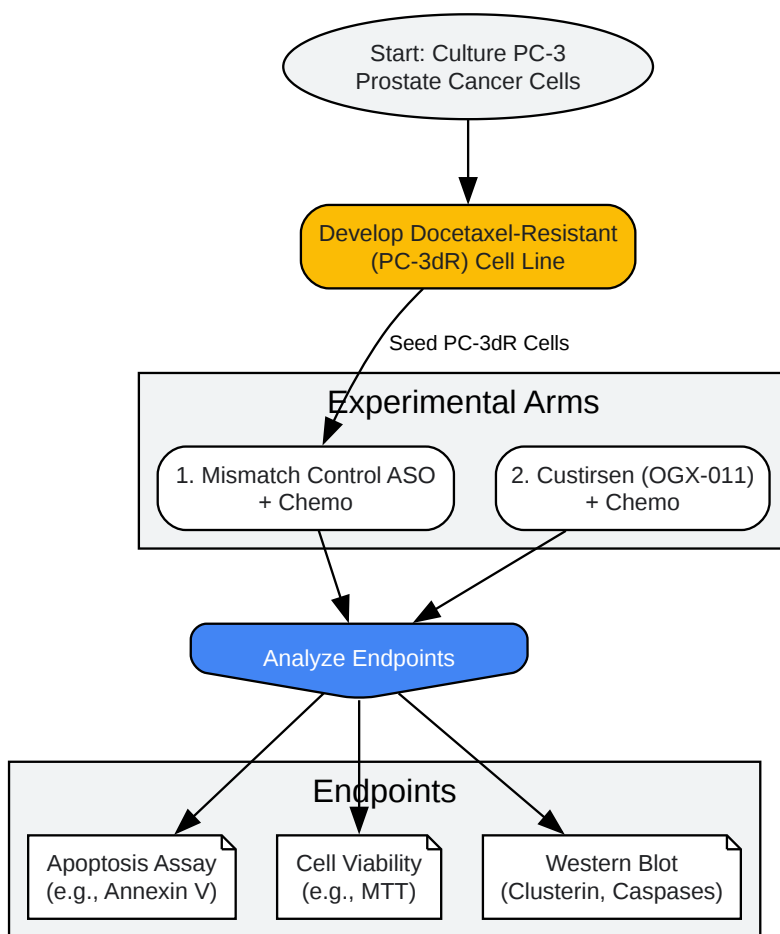 Start: Culture PC-3
Prostate Cancer Cells
Develop Docetaxel-Resistant
(PC-3dR) Cell Line
Seed PC-3dR Cells
Experimental Arms
1. Mismatch Control ASO
+ Chemo
2. Custirsen (OGX-011)
+ Chemo
Analyze Endpoints
Endpoints
Apoptosis Assay
(e.g., Annexin V)
Cell Viability
(e.g., MTT)
Western Blot
(Clusterin, Caspases)